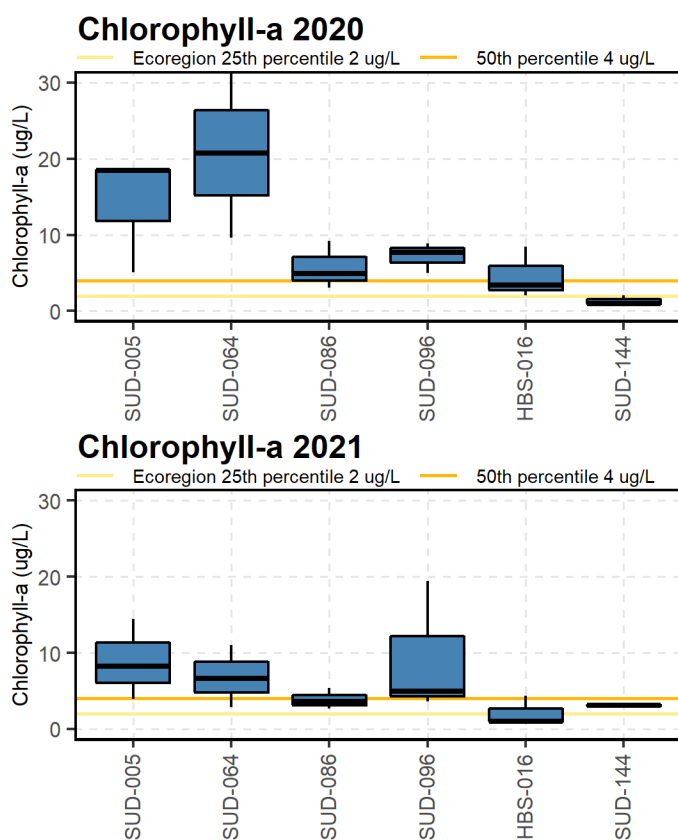 Chlorophyll-a 2020
Ecoregion 25th percentile 2 ug/L 50th percentile 4 ug/L
Chlorophyll-a (ug/L)
30
20
10
0
SUD-005 SUD-064 SUD-086 SUD-096 HBS-016 SUD-144
Chlorophyll-a 2021
Ecoregion 25th percentile 2 ug/L 50th percentile 4 ug/L
Chlorophyll-a (ug/L)
30
20
10
0
SUD-005 SUD-064 SUD-086 SUD-096 HBS-016 SUD-144